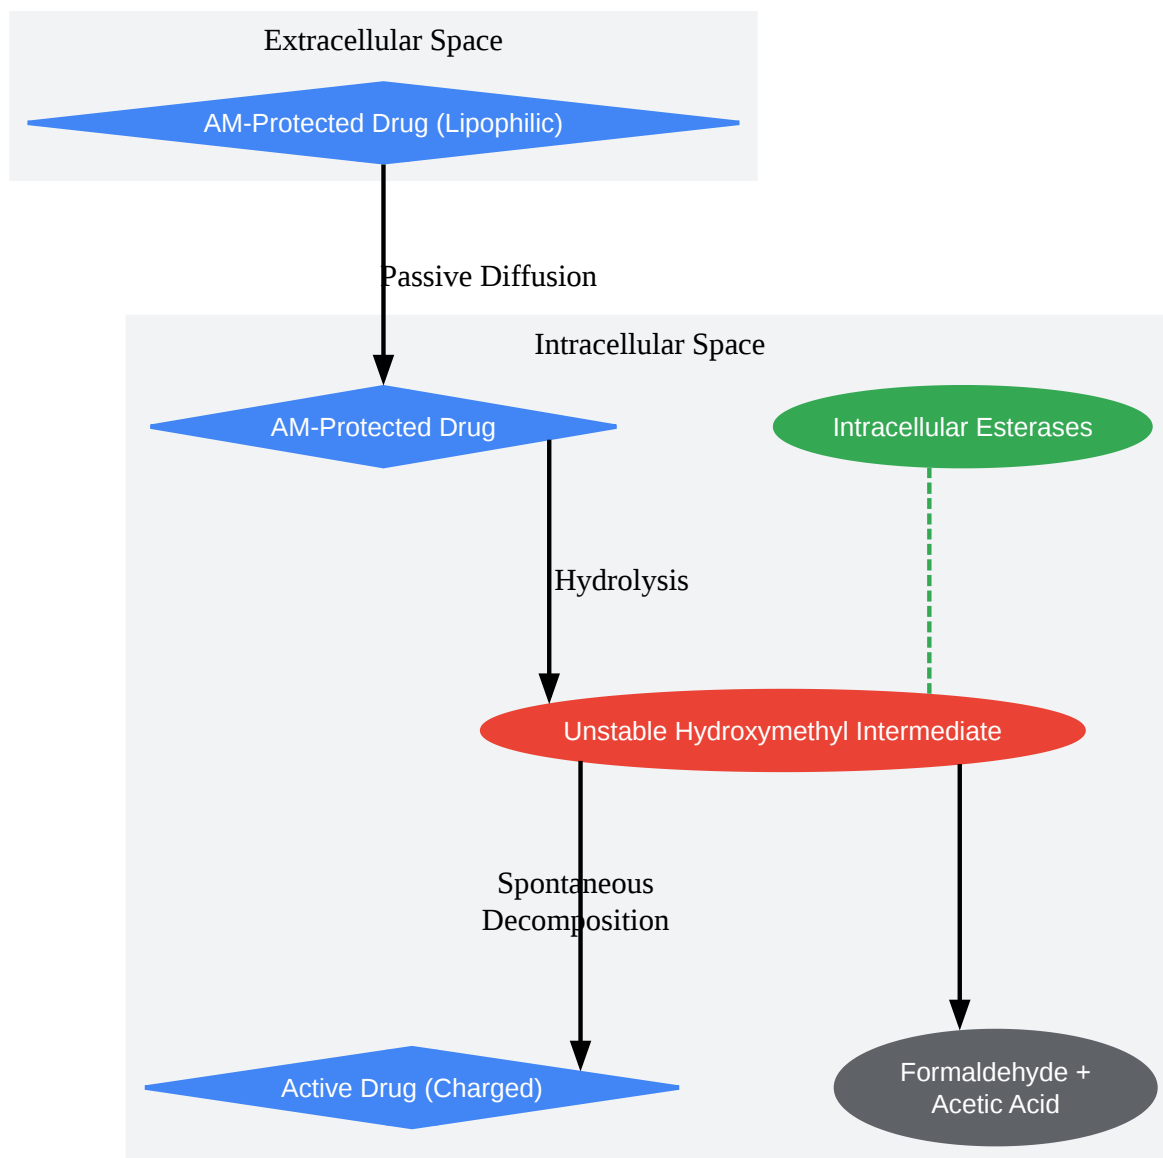 Extracellular Space
AM-Protected Drug (Lipophilic)
Passive Diffusion
Intracellular Space
AM-Protected Drug
Intracellular Esterases
Hydrolysis
Unstable Hydroxymethyl Intermediate
Spontaneous
Decomposition
Active Drug (Charged)
Formaldehyde +
Acetic Acid